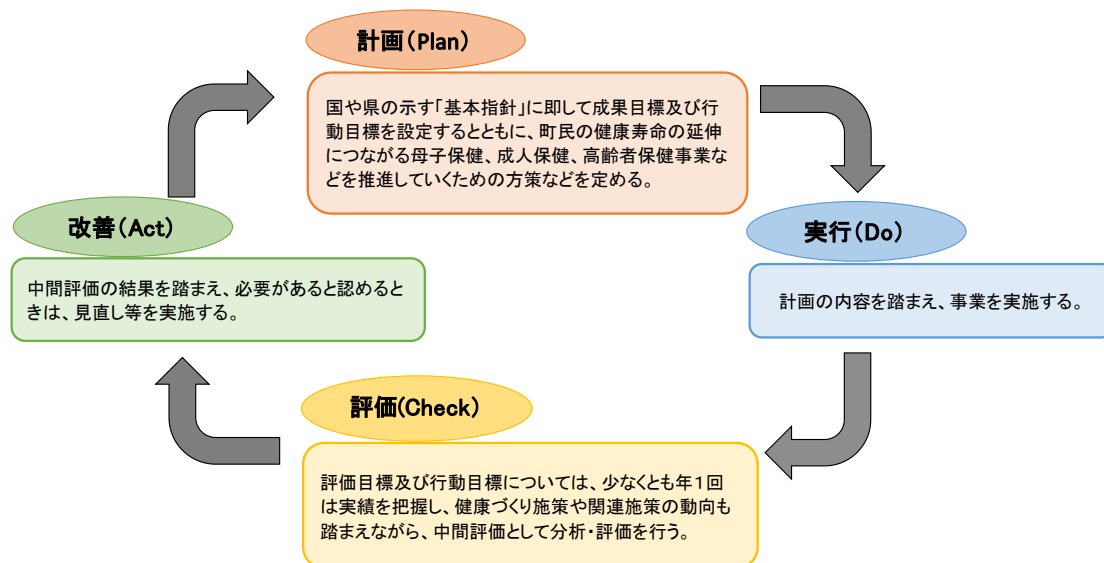 計画(Plan)
国や県の示す「基本指針」に即して成果目標及び行
動目標を設定するとともに、町民の健康寿命の延伸
につながる母子保健、成人保健、高齢者保健事業な
どを推進していくための方策などを定める。
改善(Act)
中間評価の結果を踏まえ、必要があると認めると
きは、見直し等を実施する。
実行(Do)
計画の内容を踏まえ、事業を実施する。
評価(Check)
評価目標及び行動目標については、少なくとも年1回
は実績を把握し、健康づくり施策や関連施策の動向も
踏まえながら、中間評価として分析・評価を行う。